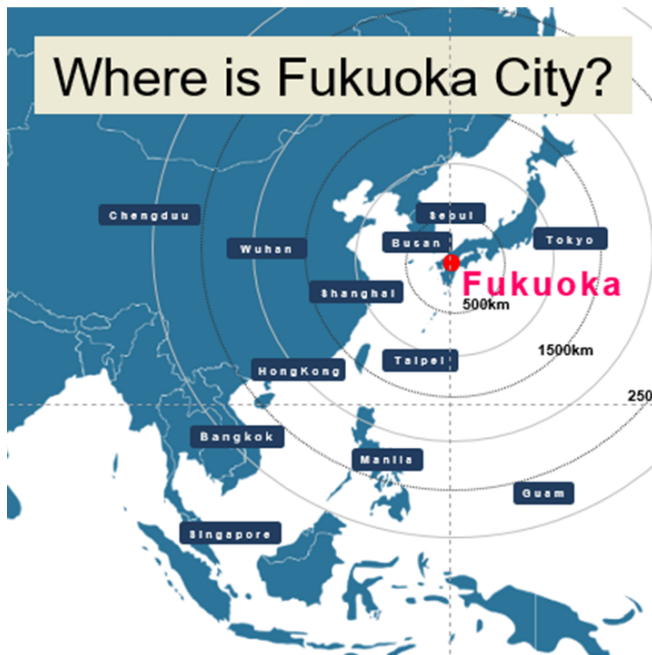 Where is Fukuoka City?
Chengduu
Seoul
Wuhan
Busan
Tokyo
Fukuoka
Shanghai
500km
1500km
Taipei
HongKong
250
Bangkok
Manila
Guam
Singapore